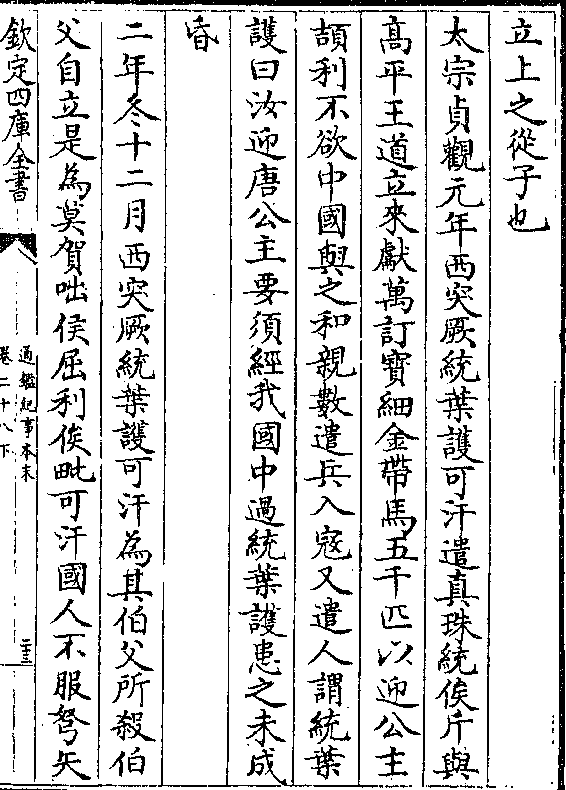 立上之從子也
太宗貞觀元年西突厥統葉護可汗遣真珠統俟斤與
高平王道立來獻萬訂寶鈿金帶馬五千匹以迎公主
頡利不欲中國與之和親數遣兵入寇又遣人謂統葉
護曰汝迎唐公主要須經我國中過統葉護患之未成
昏
二年冬十二月西突厥統葉護可汗為其伯父所殺伯
父自立是為莫賀咄侯屈利俟毗可汗國人不服弩矢
欽定四庫全書
通鑑紀事本末
卷二十八下
二十三